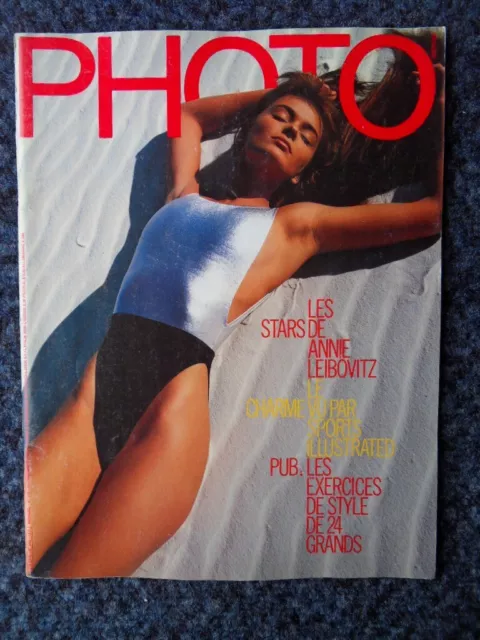 PHOTO
LES
STARS DE
ANNIE
LEIBOVITZ
LE
CHARME VU PAR
SPORTS
ILLUSTRATED
PUB. LES
EXERCICES
DE STYLE
DE 24
GRANDS